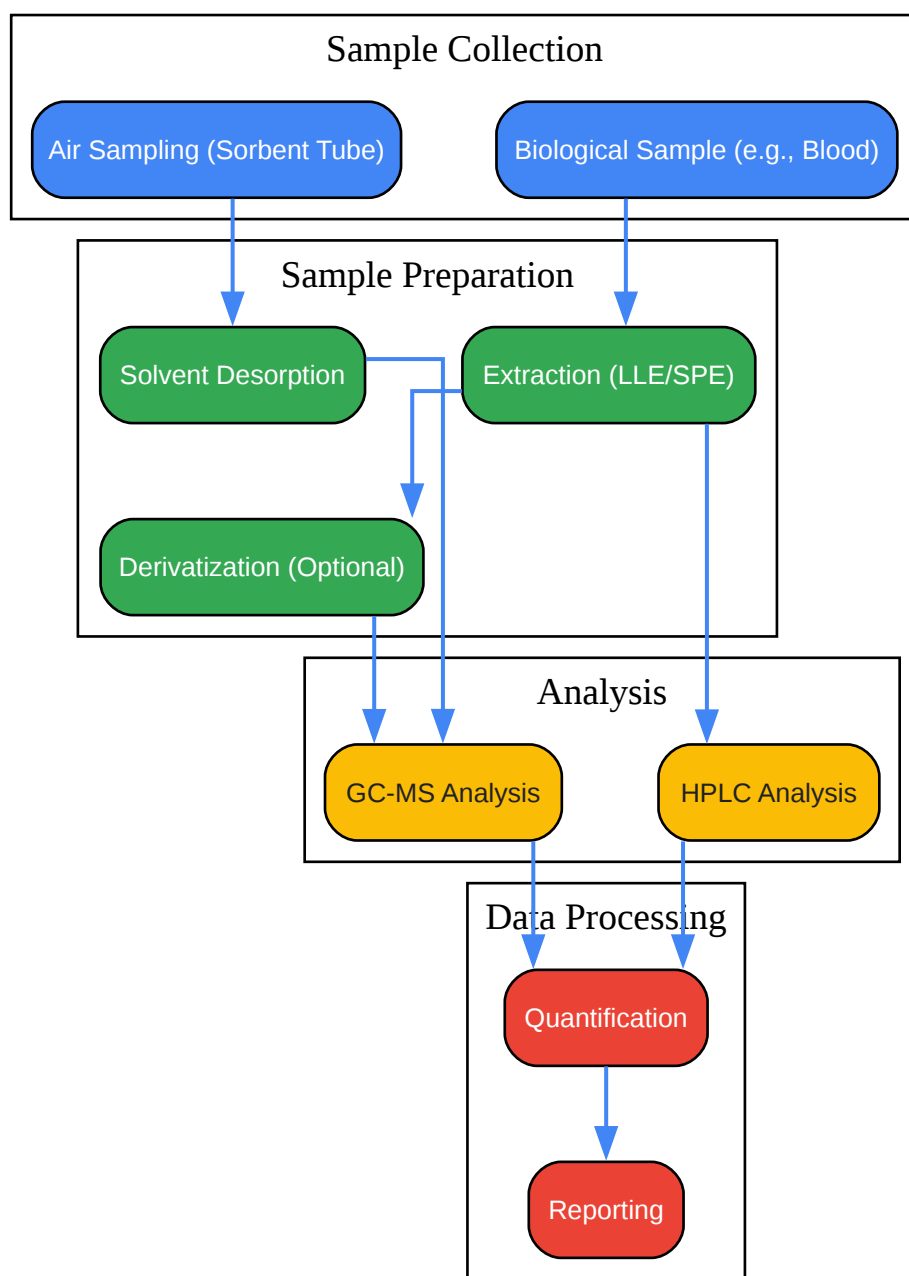 Sample Collection
Air Sampling (Sorbent Tube)
Biological Sample (e.g., Blood)
Sample Preparation
Solvent Desorption
Extraction (LLE/SPE)
Derivatization (Optional)
Analysis
GC-MS Analysis
HPLC Analysis
Data Processing
Quantification
Reporting